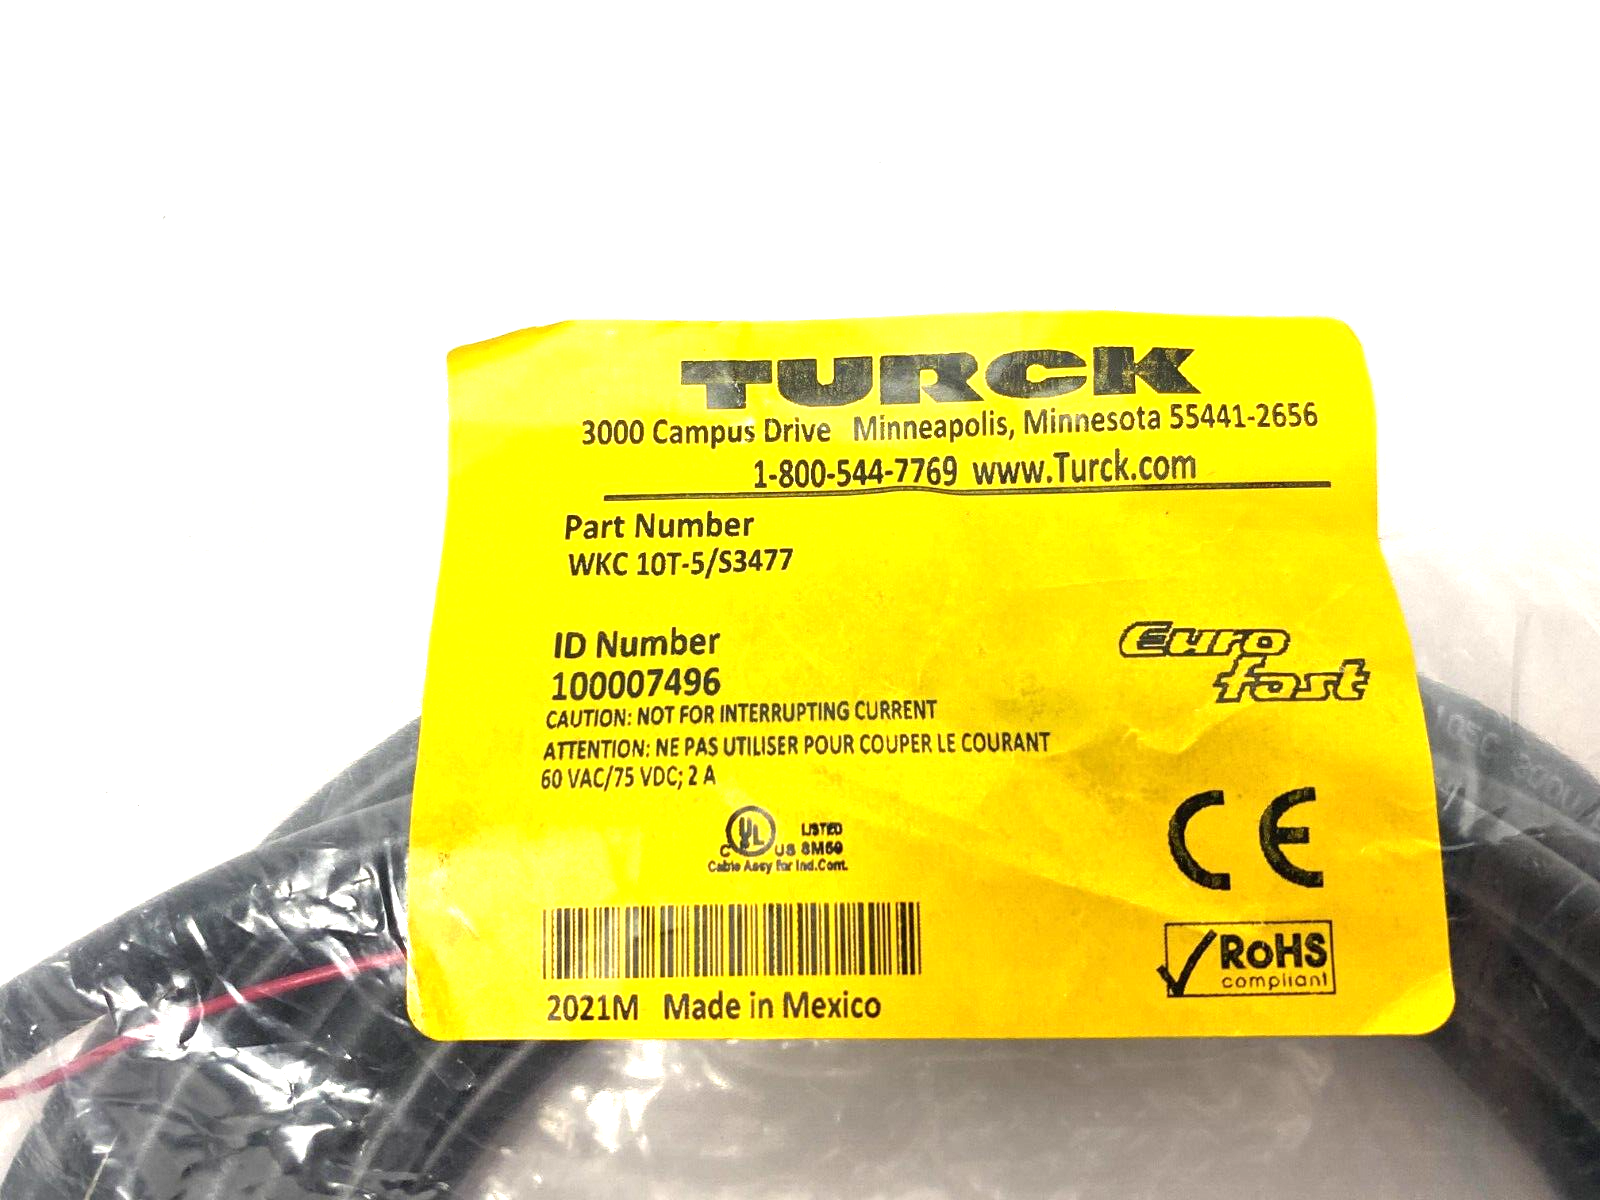 TURCK
3000 Campus Drive Minneapolis, Minnesota 55441-2656
1-800-544-7769 www.Turck.com
Part Number
WKC 10T-5/S3477
ID Number
100007496
CAUTION: NOT FOR INTERRUPTING CURRENT
ATTENTION: NE PAS UTILISER POUR COUPER LE COURANT
60 VAC/75 VDC; 2 A
Euro
fast
C UL US LISTED
8M59
Cable Assy for Ind.Cont.
CE
RoHS
compliant
2021M Made in Mexico